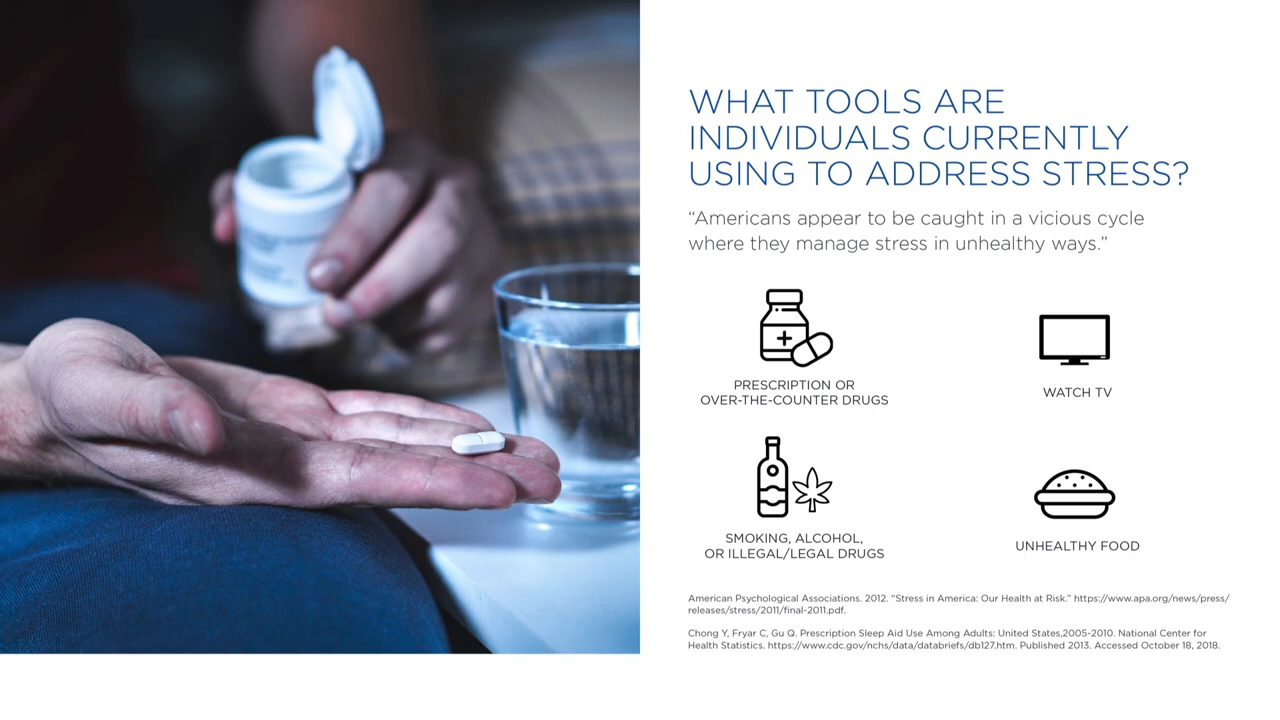 WHAT TOOLS ARE
INDIVIDUALS CURRENTLY
USING TO ADDRESS STRESS?
“Americans appear to be caught in a vicious cycle
where they manage stress in unhealthy ways.”
PRESCRIPTION OR
OVER-THE-COUNTER DRUGS
WATCH TV
SMOKING, ALCOHOL,
OR ILLEGAL/LEGAL DRUGS
UNHEALTHY FOOD
American Psychological Associations. 2012. “Stress in America: Our Health at Risk.” https://www.apa.org/news/press/
releases/stress/2011/final-2011.pdf.
Chong Y, Fryar C, Gu Q. Prescription Sleep Aid Use Among Adults: United States,2005-2010. National Center for
Health Statistics. https://www.cdc.gov/nchs/data/databriefs/db127.htm. Published 2013. Accessed October 18, 2018.